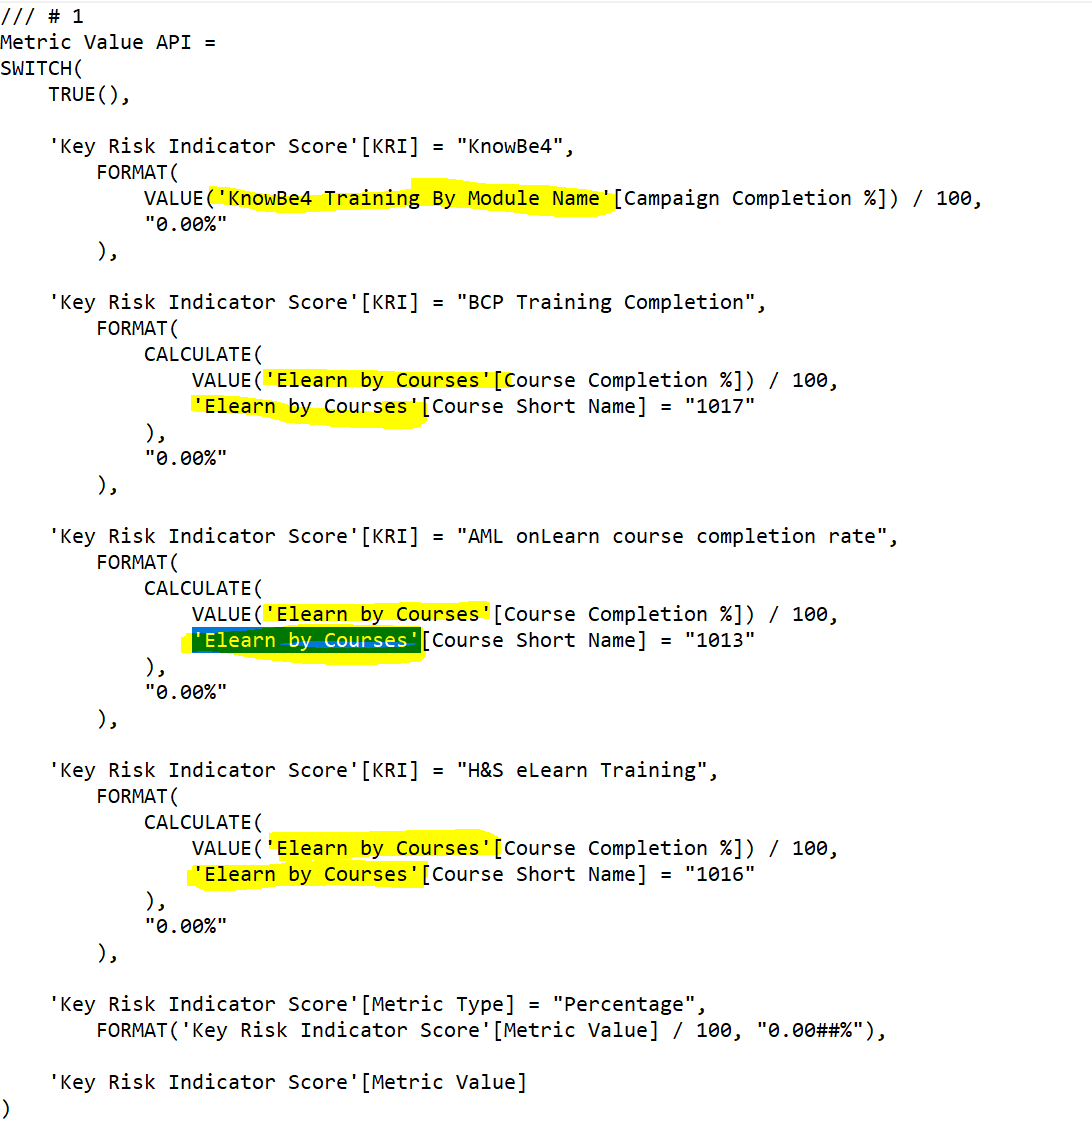 /// # 1
Metric Value API =
SWITCH(
    TRUE(),

    'Key Risk Indicator Score'[KRI] = "KnowBe4",
        FORMAT(
            VALUE('KnowBe4 Training By Module Name'[Campaign Completion %]) / 100,
            "0.00%"
        ),

    'Key Risk Indicator Score'[KRI] = "BCP Training Completion",
        FORMAT(
            CALCULATE(
                VALUE('Elearn by Courses'[Course Completion %]) / 100,
                'Elearn by Courses'[Course Short Name] = "1017"
            ),
            "0.00%"
        ),

    'Key Risk Indicator Score'[KRI] = "AML onLearn course completion rate",
        FORMAT(
            CALCULATE(
                VALUE('Elearn by Courses'[Course Completion %]) / 100,
                'Elearn by Courses'[Course Short Name] = "1013"
            ),
            "0.00%"
        ),

    'Key Risk Indicator Score'[KRI] = "H&S eLearn Training",
        FORMAT(
            CALCULATE(
                VALUE('Elearn by Courses'[Course Completion %]) / 100,
                'Elearn by Courses'[Course Short Name] = "1016"
            ),
            "0.00%"
        ),

    'Key Risk Indicator Score'[Metric Type] = "Percentage",
        FORMAT('Key Risk Indicator Score'[Metric Value] / 100, "0.00##%"),

    'Key Risk Indicator Score'[Metric Value]
)